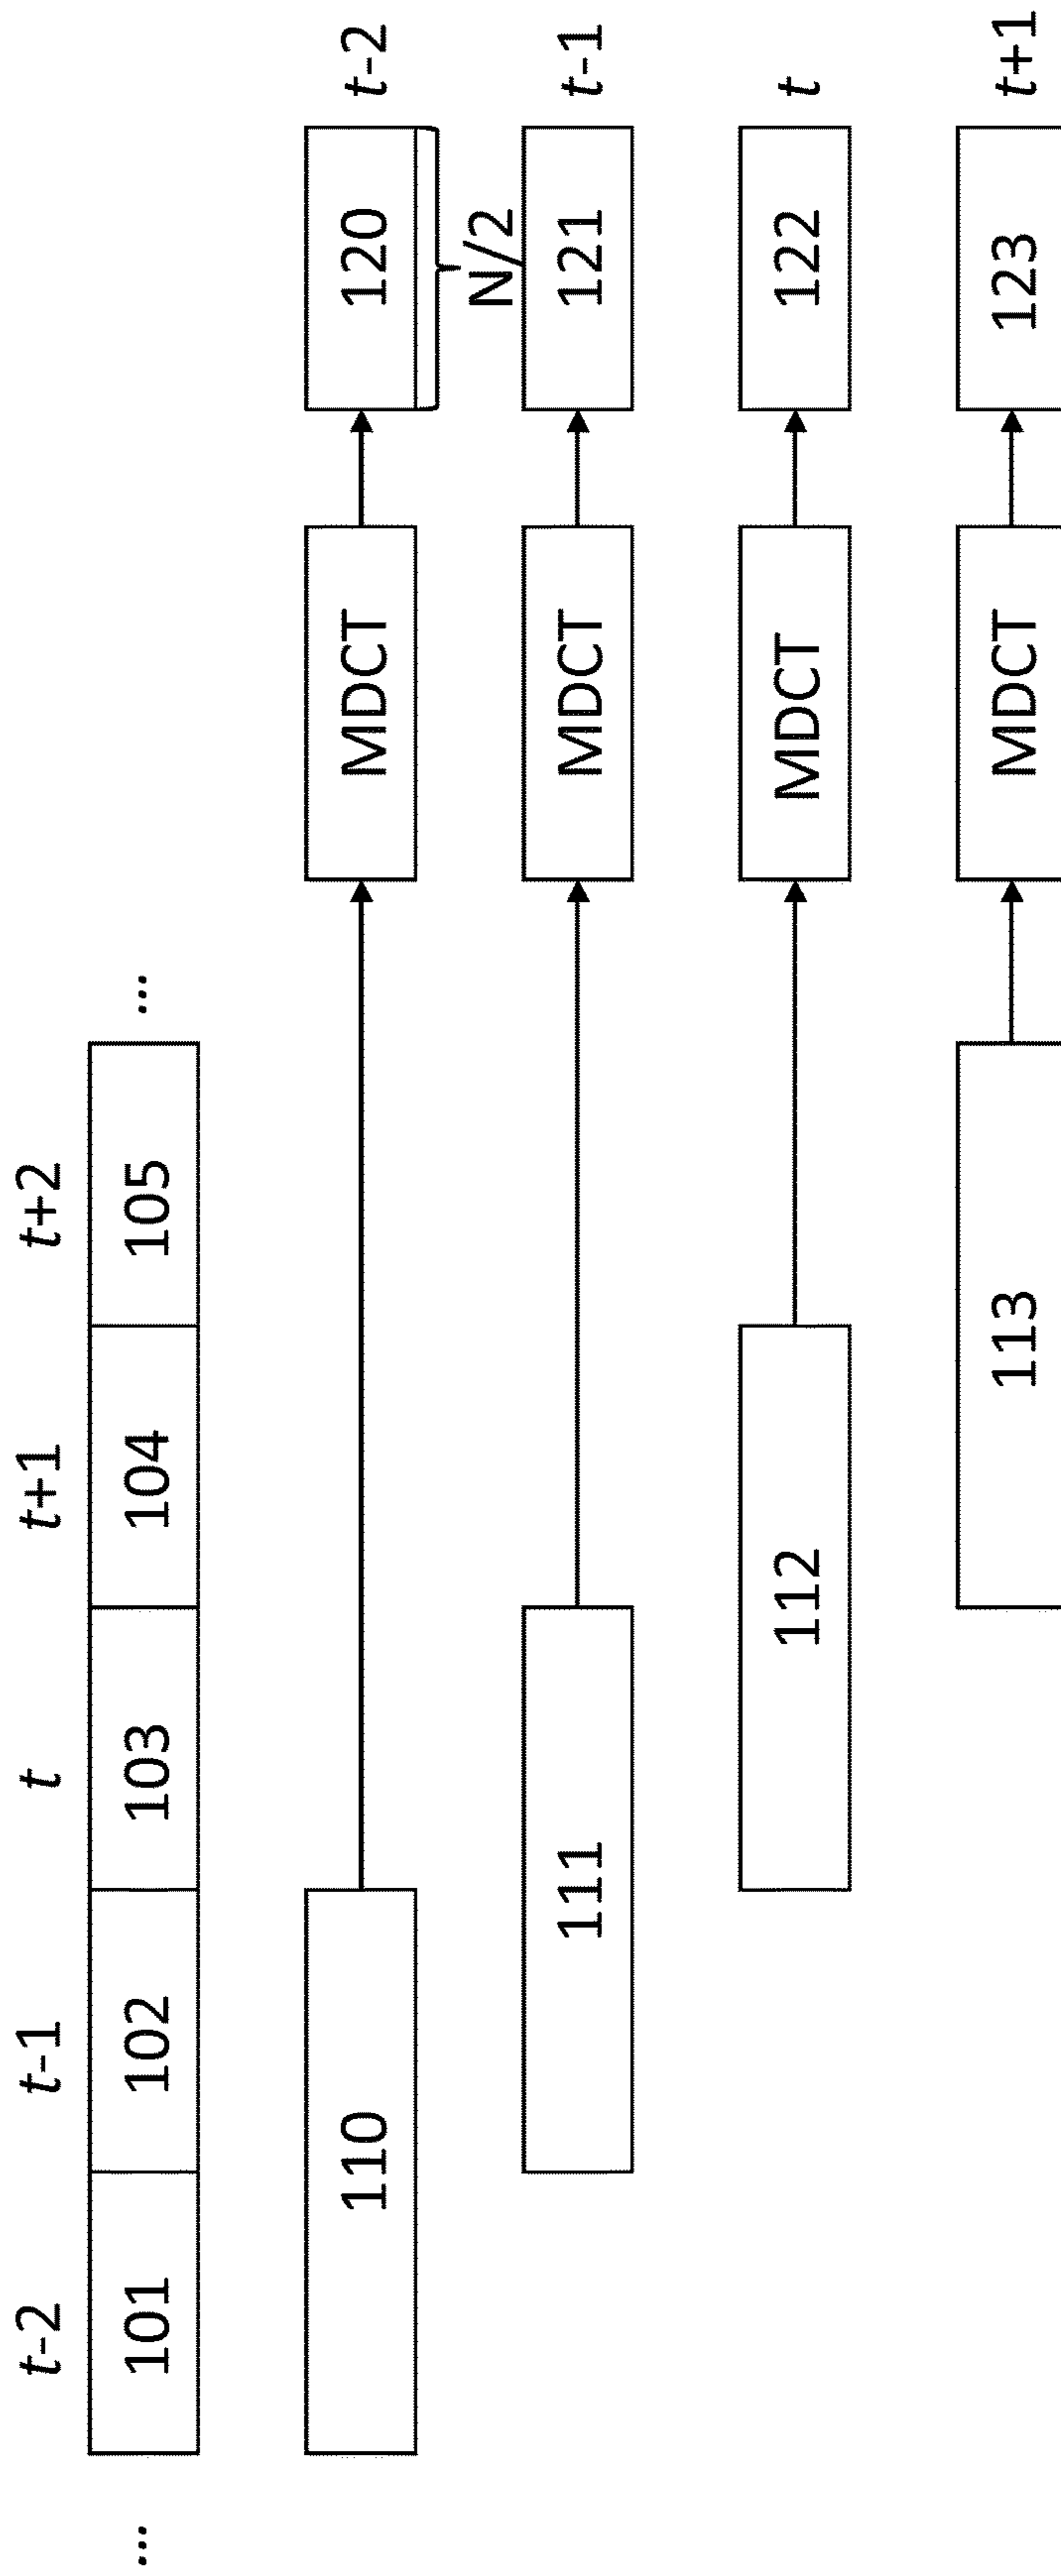 t-2 t-1 t t+1 t+2
... 101 102 103 104 105 ...
110 MDCT 120 t-2
N/2
111 MDCT 121 t-1
112 MDCT 122 t
113 MDCT 123 t+1